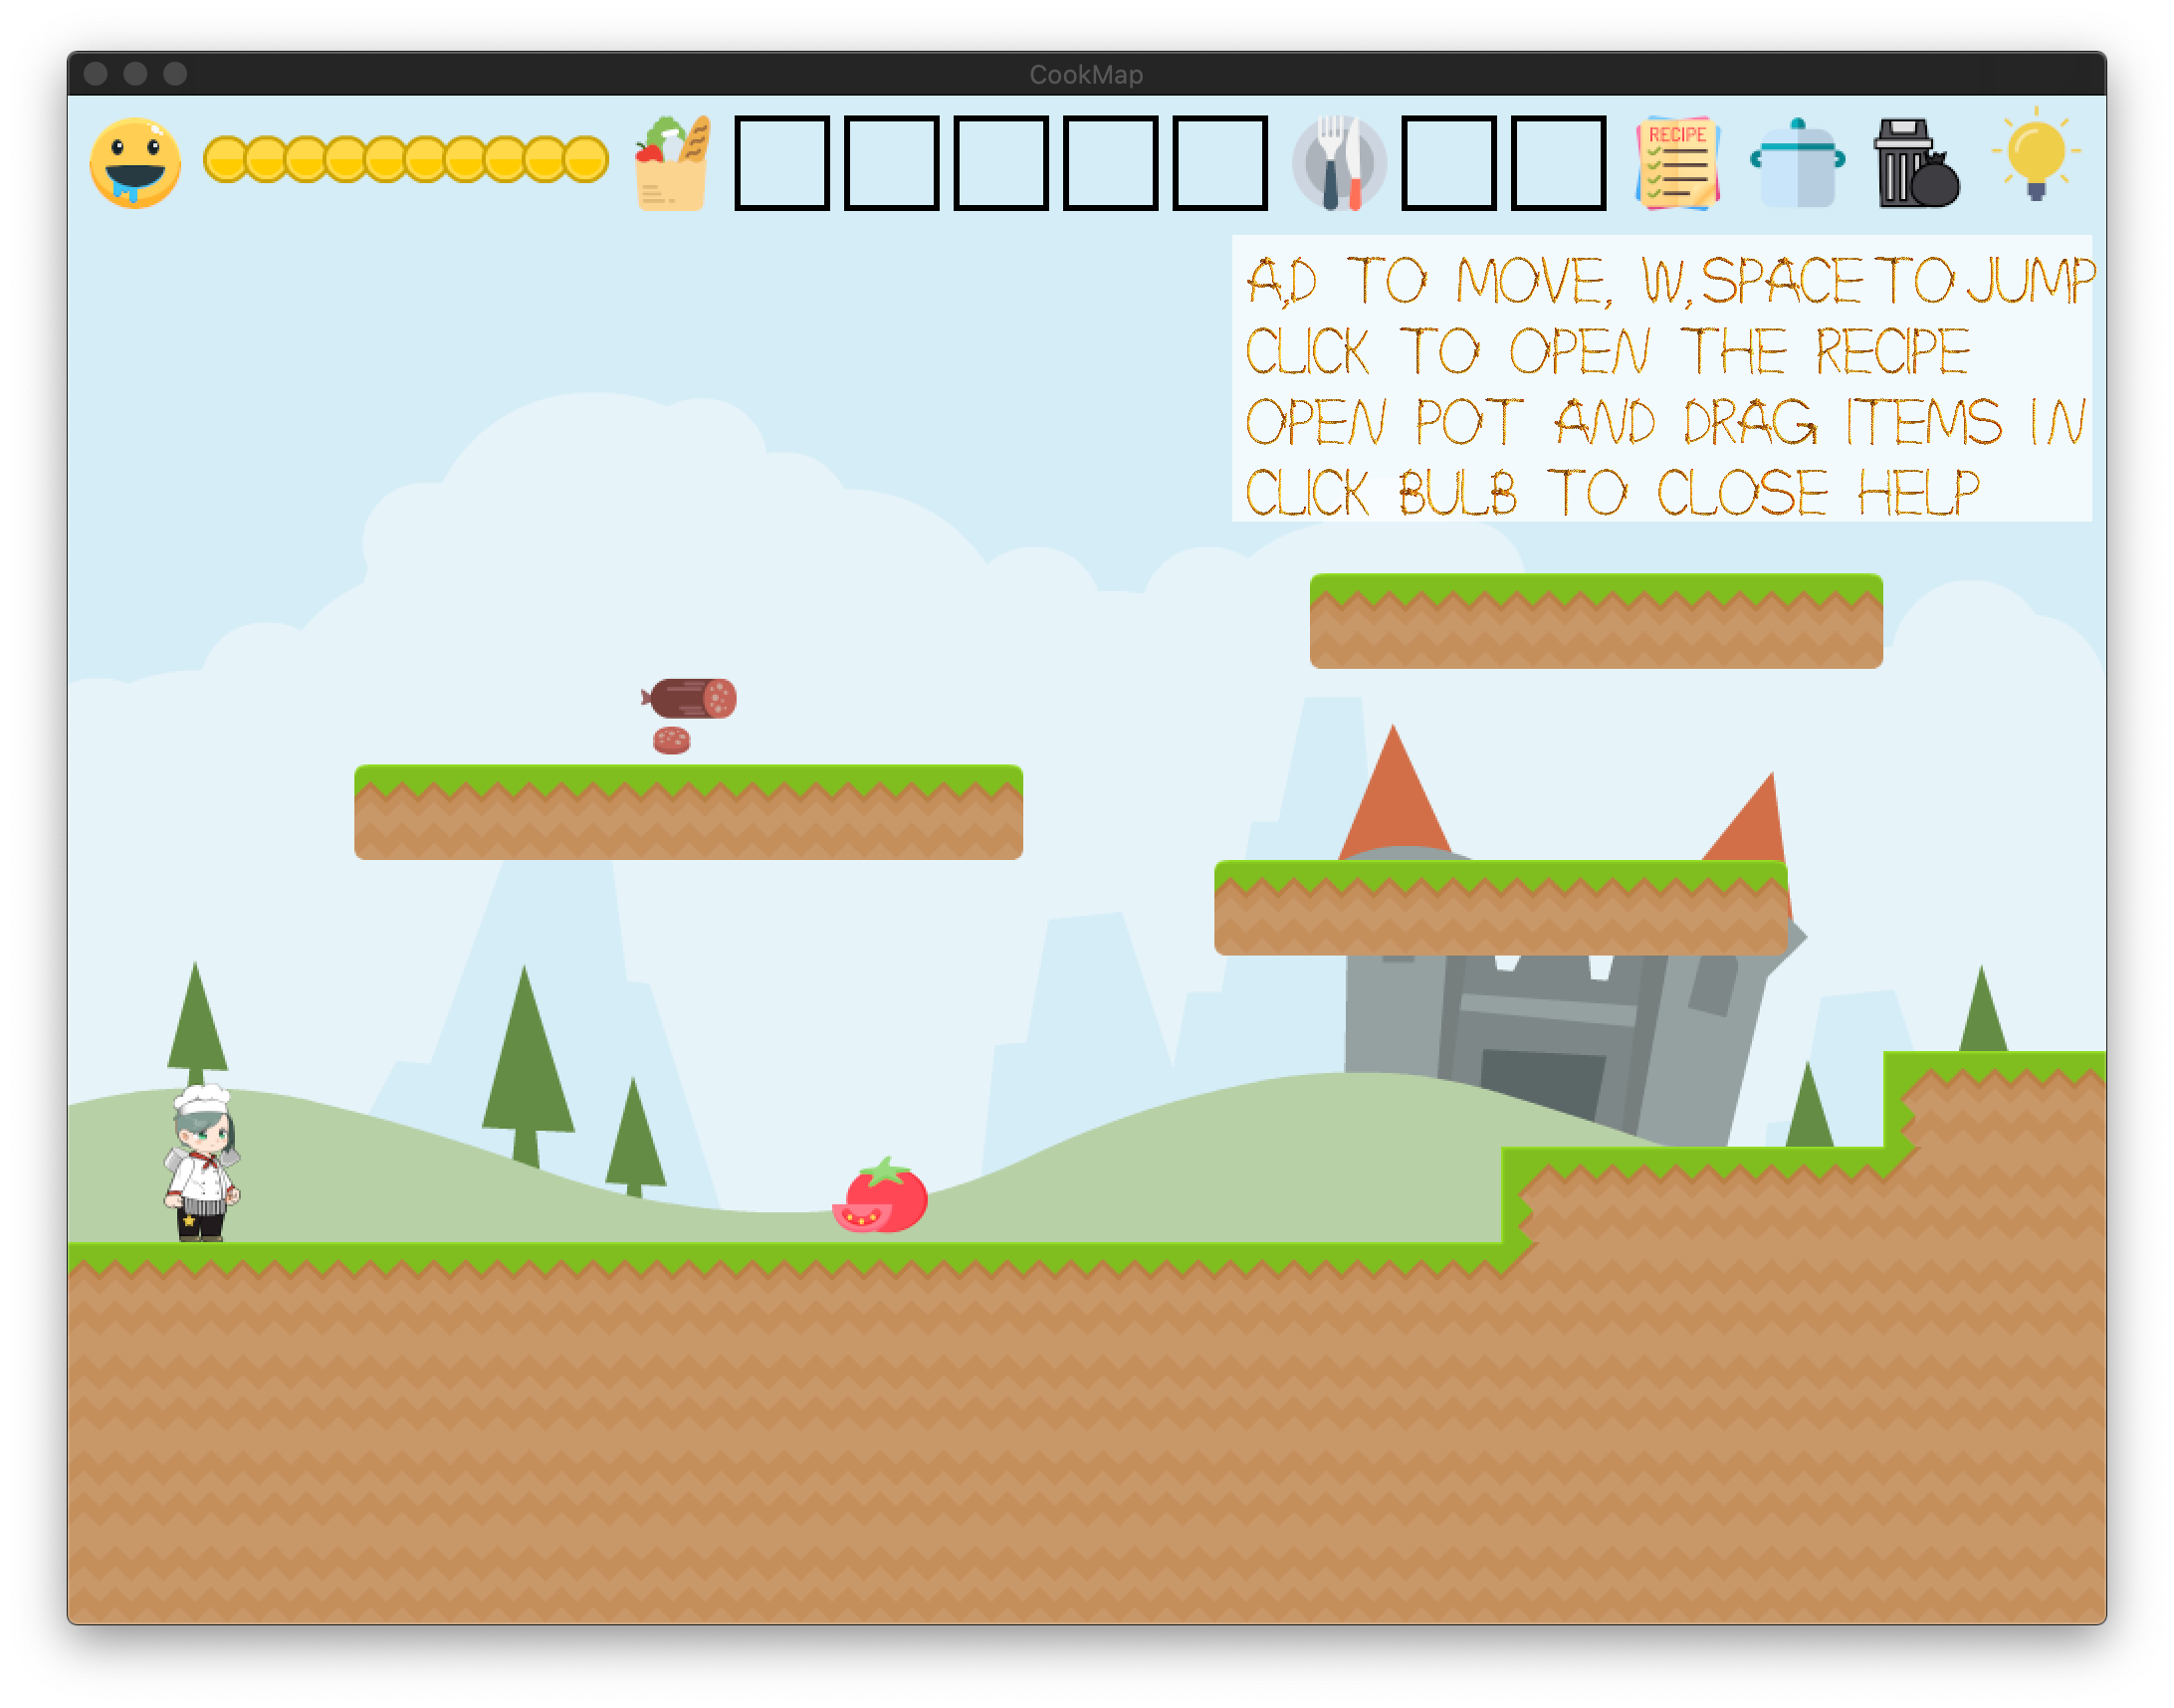 CookMap
RECIPE
A,D TO MOVE, W,SPACE TO JUMP
CLICK TO OPEN THE RECIPE
OPEN POT AND DRAG ITEMS IN
CLICK BULB TO CLOSE HELP